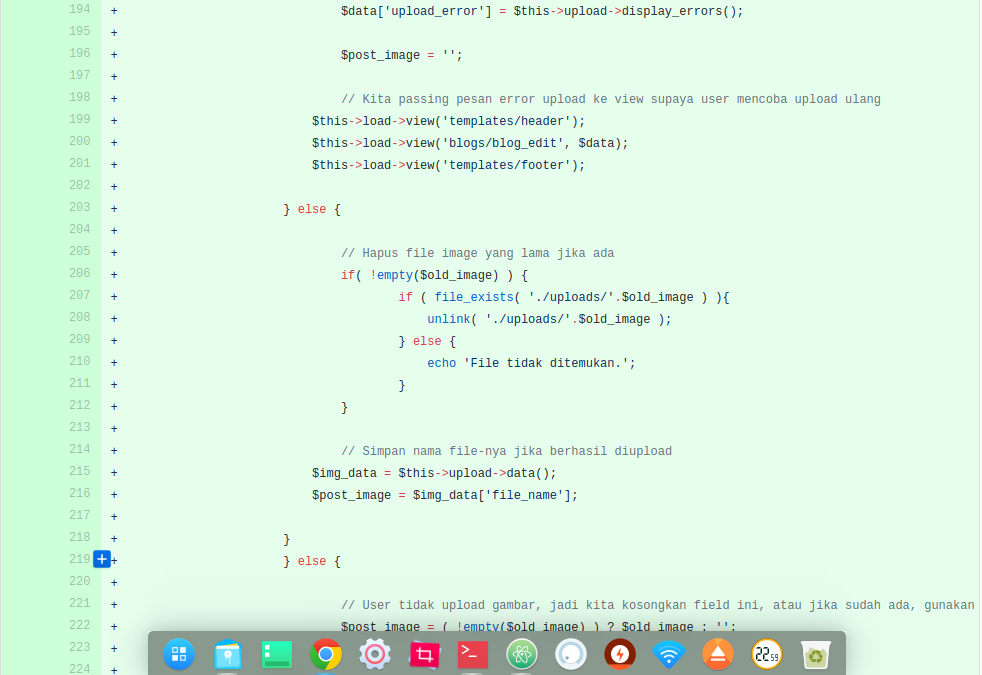 194 + $data['upload_error'] = $this->upload->display_errors();
195 +
196 + $post_image = '';
197 +
198 + // Kita passing pesan error upload ke view supaya user mencoba upload ulang
199 + $this->load->view('templates/header');
200 + $this->load->view('blogs/blog_edit', $data);
201 + $this->load->view('templates/footer');
202 +
203 + } else {
204 +
205 + // Hapus file image yang lama jika ada
206 + if( !empty($old_image) ) {
207 + if ( file_exists( './uploads/'.$old_image ) ){
208 + unlink( './uploads/'.$old_image );
209 + } else {
210 + echo 'File tidak ditemukan.';
211 + }
212 + }
213 +
214 + // Simpan nama file-nya jika berhasil diupload
215 + $img_data = $this->upload->data();
216 + $post_image = $img_data['file_name'];
217 +
218 + }
219 + + } else {
220 +
221 + // User tidak upload gambar, jadi kita kosongkan field ini, atau jika sudah ada, gunakan
222 + $post_image = ( !empty($old_image) ) ? $old_image : '';
223 +
224 +
22 59